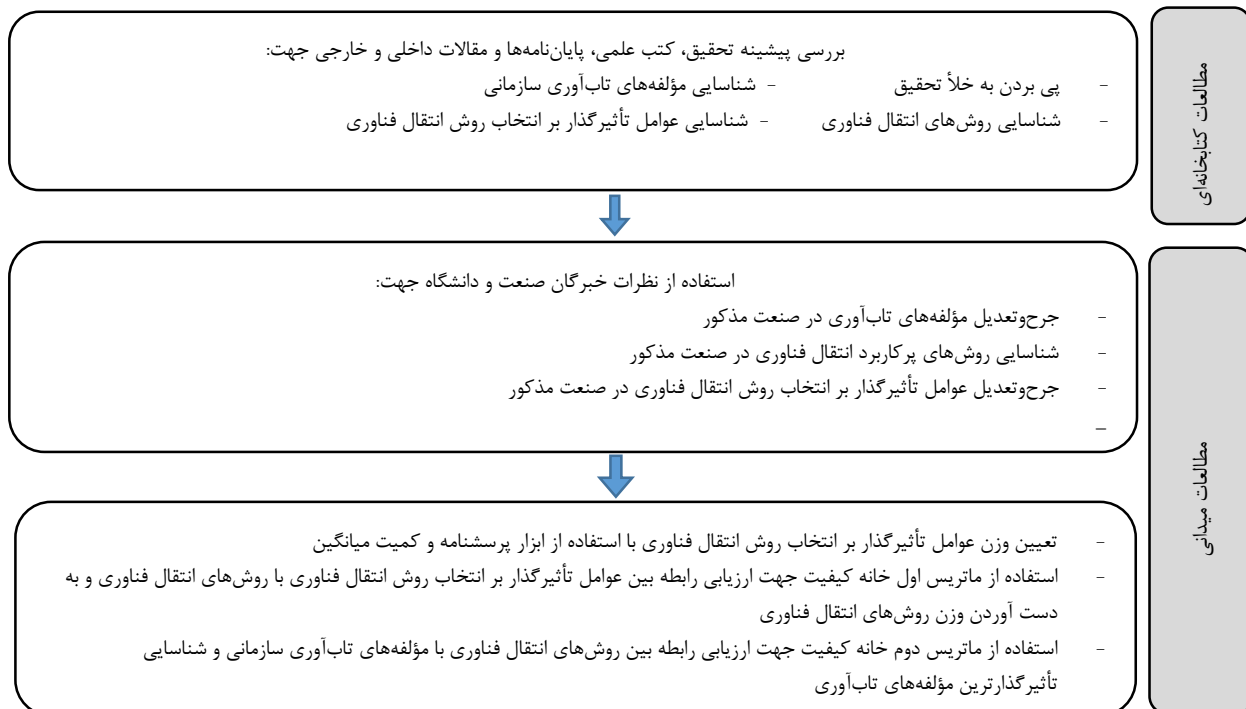 مطالعات کتابخانه‌ای
بررسی پیشینه تحقیق، کتب علمی، پایان‌نامه‌ها و مقالات داخلی و خارجی جهت:
- پی بردن به خلأ تحقیق - شناسایی مؤلفه‌های تاب‌آوری سازمانی
- شناسایی روش‌های انتقال فناوری - شناسایی عوامل تأثیرگذار بر انتخاب روش انتقال فناوری
مطالعات میدانی
استفاده از نظرات خبرگان صنعت و دانشگاه جهت:
- جرح‌وتعدیل مؤلفه‌های تاب‌آوری در صنعت مذکور
- شناسایی روش‌های پرکاربرد انتقال فناوری در صنعت مذکور
- جرح‌وتعدیل عوامل تأثیرگذار بر انتخاب روش انتقال فناوری در صنعت مذکور
-
- تعیین وزن عوامل تأثیرگذار بر انتخاب روش انتقال فناوری با استفاده از ابزار پرسشنامه و کمیت میانگین
- استفاده از ماتریس اول خانه کیفیت جهت ارزیابی رابطه بین عوامل تأثیرگذار بر انتخاب روش انتقال فناوری با روش‌های انتقال فناوری و به
دست آوردن وزن روش‌های انتقال فناوری
- استفاده از ماتریس دوم خانه کیفیت جهت ارزیابی رابطه بین روش‌های انتقال فناوری با مؤلفه‌های تاب‌آوری سازمانی و شناسایی
تأثیرگذارترین مؤلفه‌های تاب‌آوری